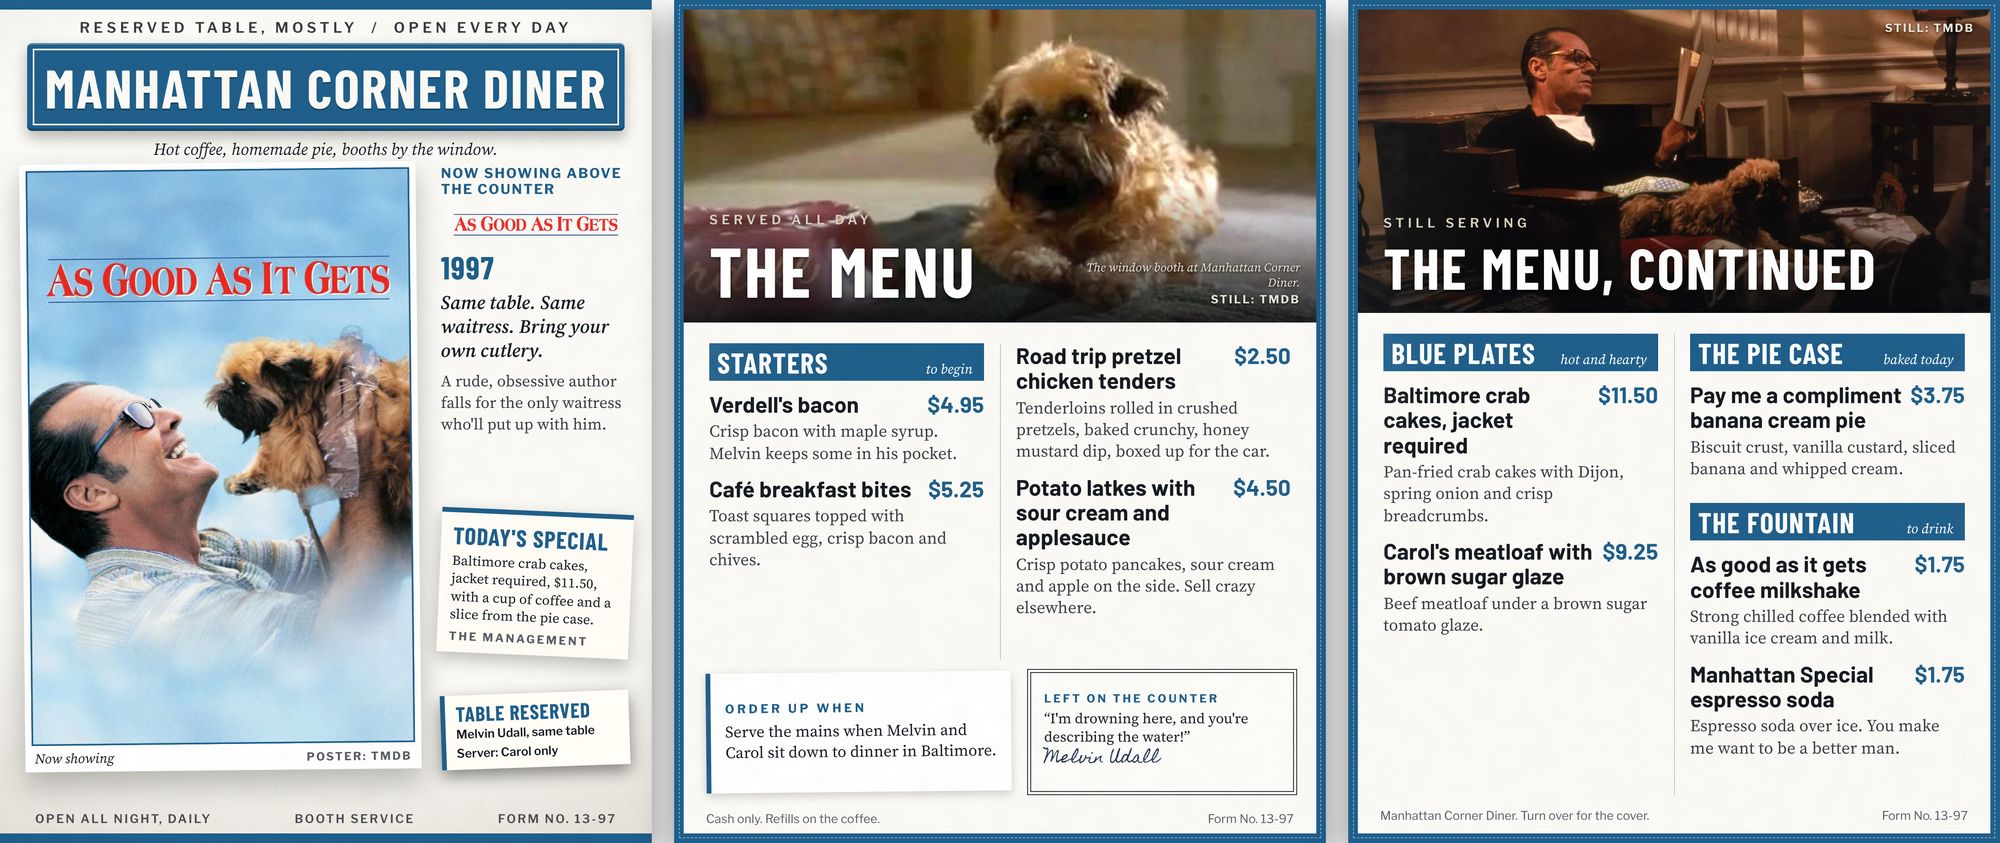 RESERVED TABLE, MOSTLY / OPEN EVERY DAY
MANHATTAN CORNER DINER
Hot coffee, homemade pie, booths by the window.
AS GOOD AS IT GETS
Now showing
POSTER: TMDB
NOW SHOWING ABOVE
THE COUNTER
AS GOOD AS IT GETS
1997
Same table. Same
waitress. Bring your
own cutlery.
A rude, obsessive author
falls for the only waitress
who'll put up with him.
TODAY'S SPECIAL
Baltimore crab cakes,
jacket required, $11.50,
with a cup of coffee and a
slice from the pie case.
THE MANAGEMENT
TABLE RESERVED
Melvin Udall, same table
Server: Carol only
OPEN ALL NIGHT, DAILY
BOOTH SERVICE
FORM NO. 13-97
SERVED ALL DAY
THE MENU
The window booth at Manhattan Corner
Diner.
STILL: TMDB
STARTERS to begin
Verdell's bacon $4.95
Crisp bacon with maple syrup.
Melvin keeps some in his pocket.
Café breakfast bites $5.25
Toast squares topped with
scrambled egg, crisp bacon and
chives.
Road trip pretzel $2.50
chicken tenders
Tenderloins rolled in crushed
pretzels, baked crunchy, honey
mustard dip, boxed up for the car.
Potato latkes with $4.50
sour cream and
applesauce
Crisp potato pancakes, sour cream
and apple on the side. Sell crazy
elsewhere.
ORDER UP WHEN
Serve the mains when Melvin and
Carol sit down to dinner in Baltimore.
LEFT ON THE COUNTER
“I'm drowning here, and you're
describing the water!”
Melvin Udall
Cash only. Refills on the coffee.
Form No. 13-97
STILL: TMDB
STILL SERVING
THE MENU, CONTINUED
BLUE PLATES hot and hearty
Baltimore crab $11.50
cakes, jacket
required
Pan-fried crab cakes with Dijon,
spring onion and crisp
breadcrumbs.
Carol's meatloaf with $9.25
brown sugar glaze
Beef meatloaf under a brown sugar
tomato glaze.
THE PIE CASE baked today
Pay me a compliment $3.75
banana cream pie
Biscuit crust, vanilla custard, sliced
banana and whipped cream.
THE FOUNTAIN to drink
As good as it gets $1.75
coffee milkshake
Strong chilled coffee blended with
vanilla ice cream and milk.
Manhattan Special $1.75
espresso soda
Espresso soda over ice. You make
me want to be a better man.
Manhattan Corner Diner. Turn over for the cover.
Form No. 13-97